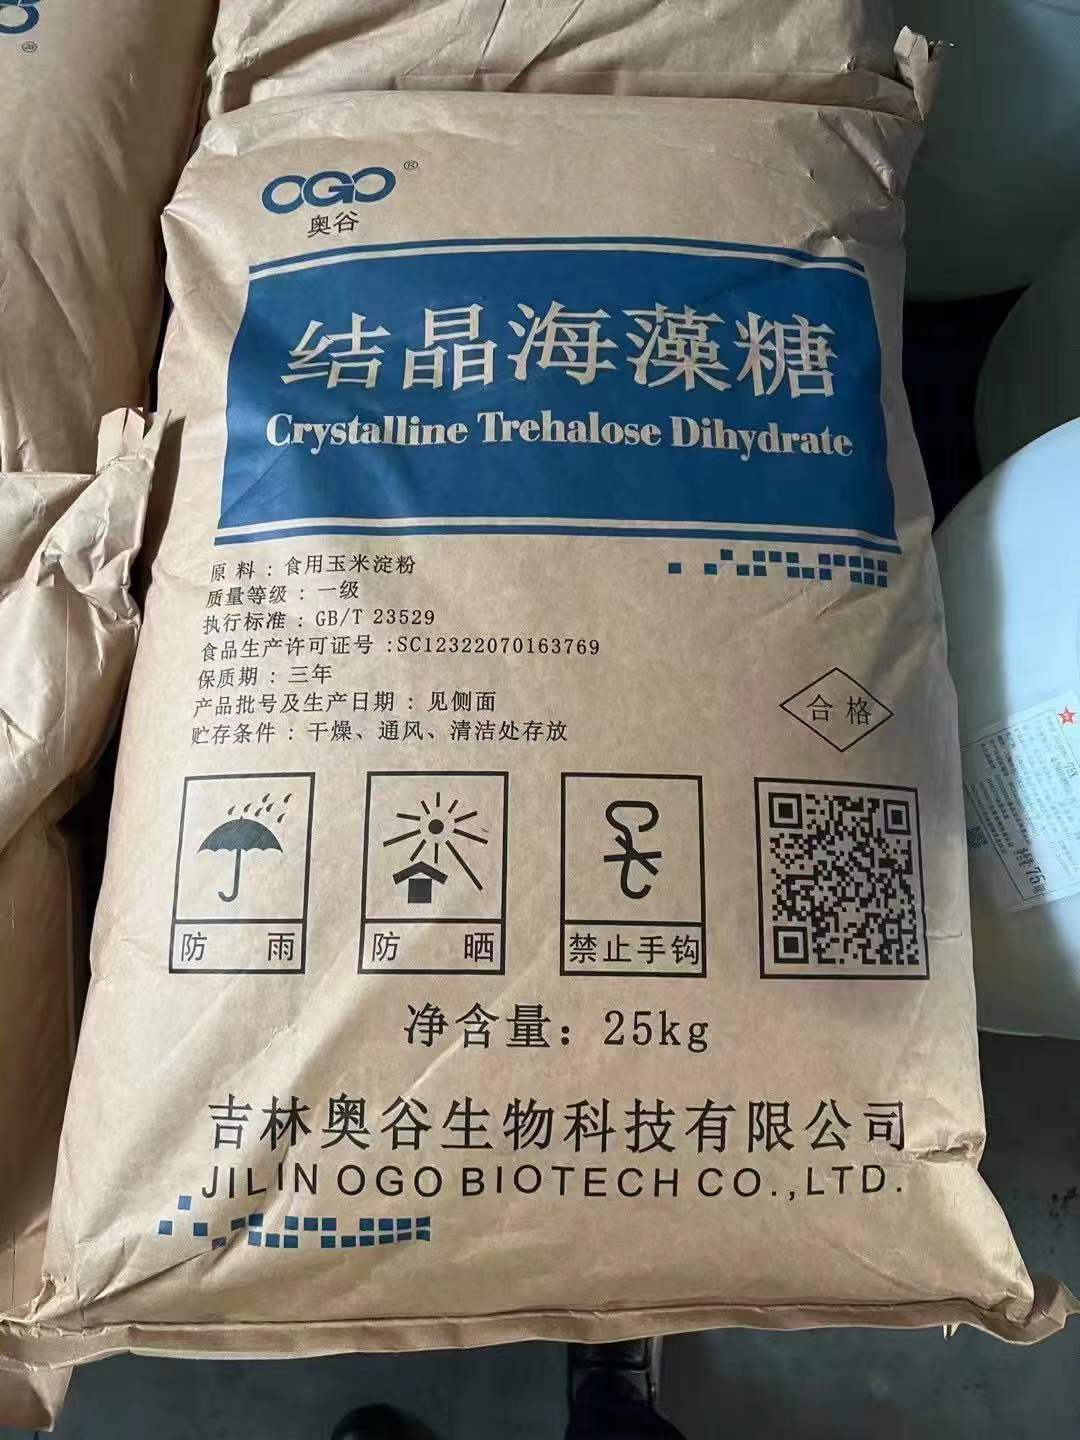 OGO®
奥谷
结晶海藻糖
Crystalline Trehalose Dihydrate
原料：食用玉米淀粉
质量等级：一级
执行标准：GB/T 23529
食品生产许可证号:SC12322070163769
保质期：三年
产品批号及生产日期：见侧面
贮存条件：干燥、通风、清洁处存放
合格
防雨
防晒
禁止手钩
净含量：25kg
吉林奥谷生物科技有限公司
JILIN OGO BIOTECH CO.,LTD.